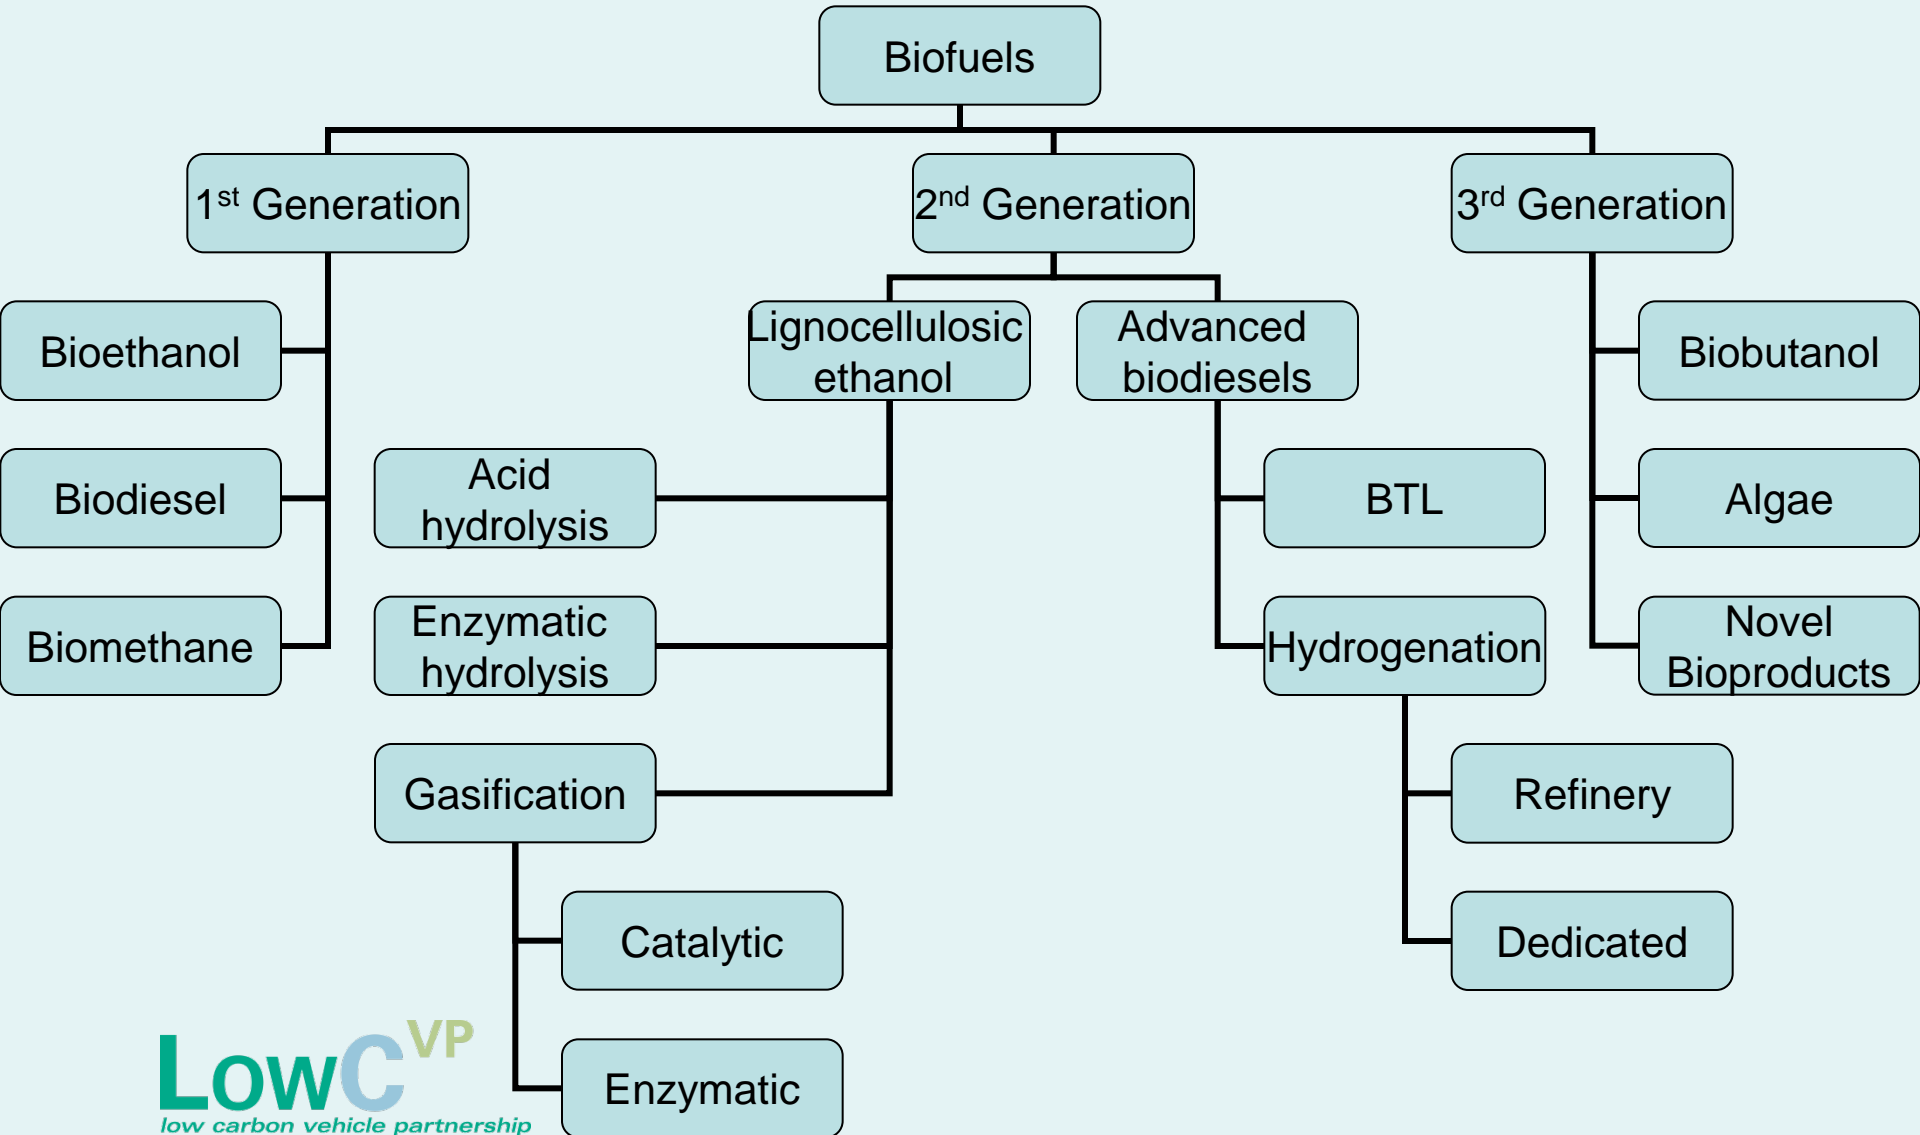 Biofuels
1st Generation
2nd Generation
3rd Generation
Bioethanol
Lignocellulosic
ethanol
Advanced
biodiesels
Biobutanol
Biodiesel
Acid
hydrolysis
BTL
Algae
Biomethane
Enzymatic
hydrolysis
Hydrogenation
Novel
Bioproducts
Gasification
Refinery
Catalytic
Dedicated
Enzymatic
LowCVP
low carbon vehicle partnership